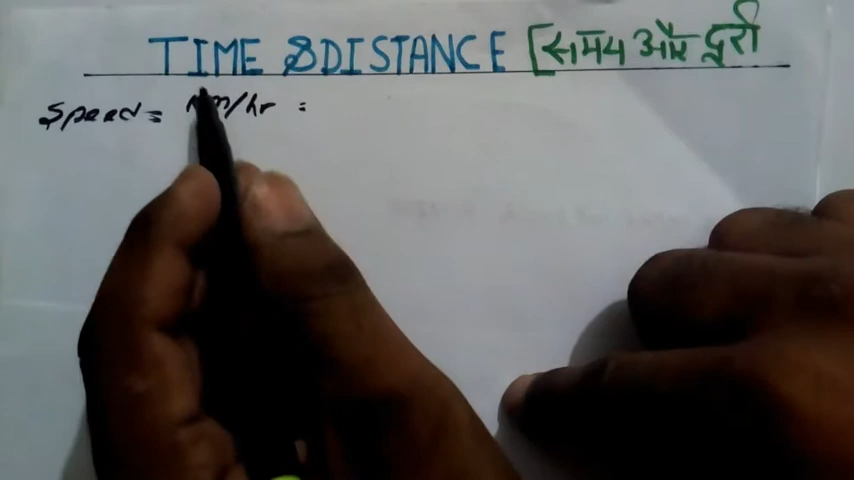 TIME & DISTANCE [समय और दूरी
Speed = km/hr =